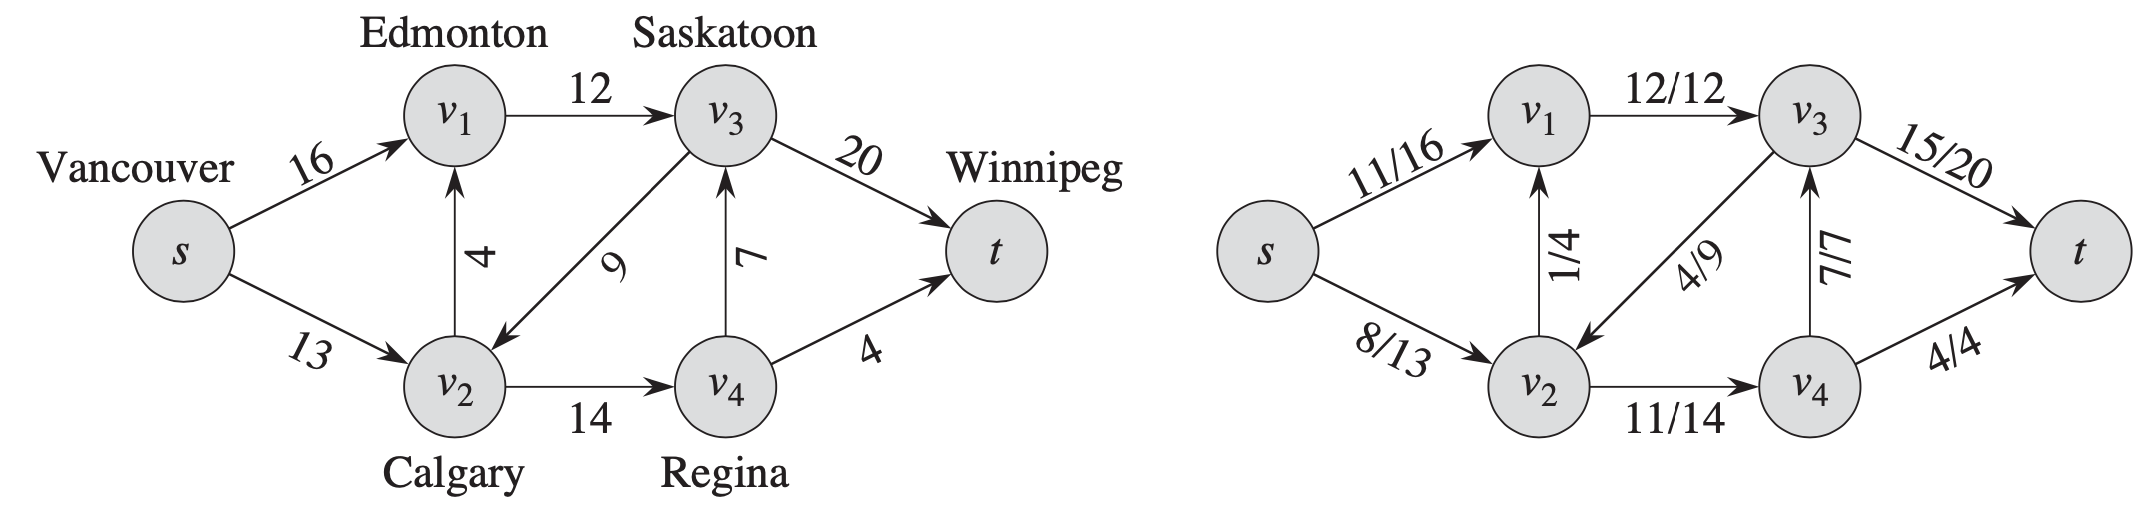 Edmonton
Saskatoon
Vancouver
Winnipeg
Calgary
Regina
s
v1
v2
v3
v4
t
16
13
12
4
9
7
14
20
4
s
v1
v2
v3
v4
t
11/16
8/13
12/12
1/4
4/9
7/7
11/14
15/20
4/4